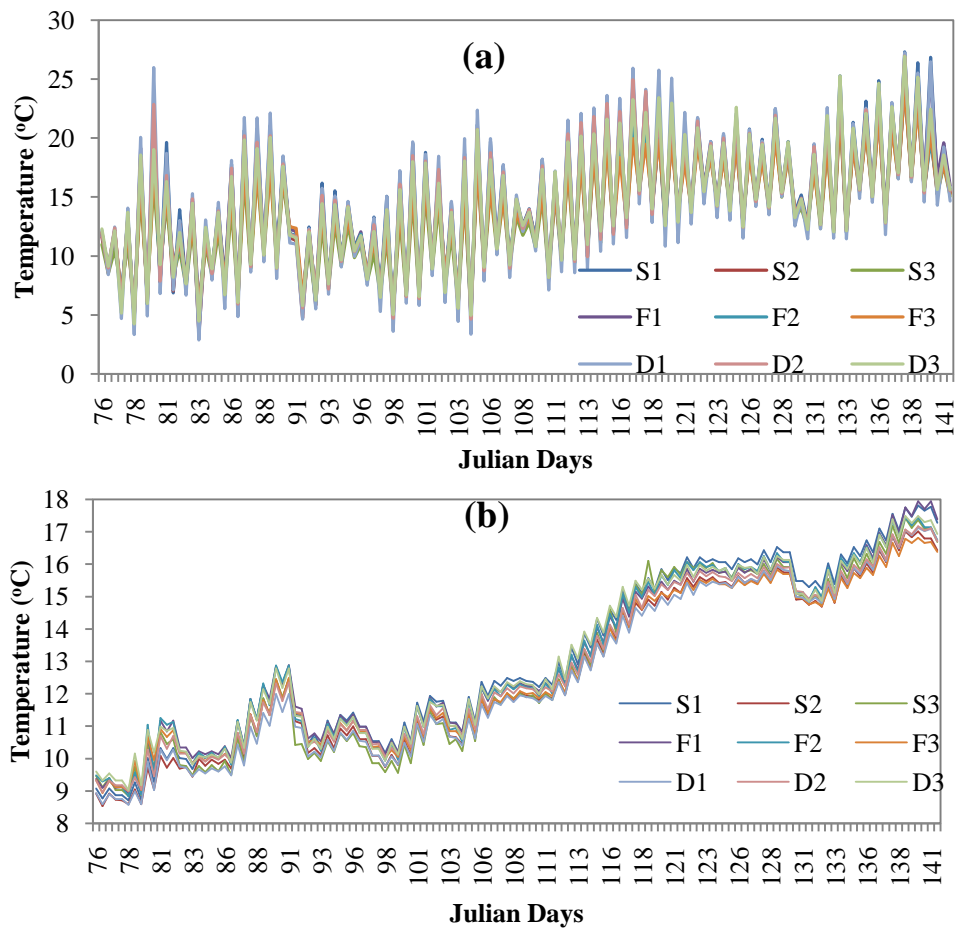 (a)
30
25
20
15
10
5
0
Temperature (ᵒC)
S1 S2 S3
F1 F2 F3
D1 D2 D3
76 78 81 83 86 88 91 93 96 98 101 103 106 108 111 113 116 118 121 123 126 128 131 133 136 138 141
Julian Days
(b)
18
17
16
15
14
13
12
11
10
9
8
Temperature (ᵒC)
S1 S2 S3
F1 F2 F3
D1 D2 D3
76 78 81 83 86 88 91 93 96 98 101 103 106 108 111 113 116 118 121 123 126 128 131 133 136 138 141
Julian Days